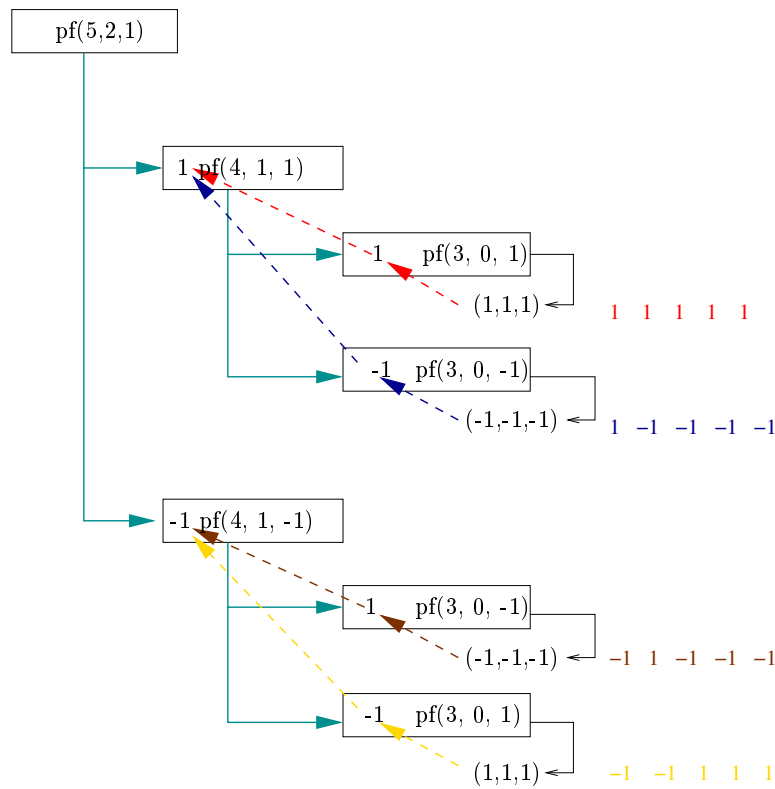 pf(5,2,1)
1 pf(4, 1, 1)
1 pf(3, 0, 1)
(1,1,1)
1 1 1 1 1
-1 pf(3, 0, -1)
(-1,-1,-1)
1 −1 −1 −1 −1
-1 pf(4, 1, -1)
1 pf(3, 0, -1)
(-1,-1,-1)
−1 1 −1 −1 −1
-1 pf(3, 0, 1)
(1,1,1)
−1 −1 1 1 1